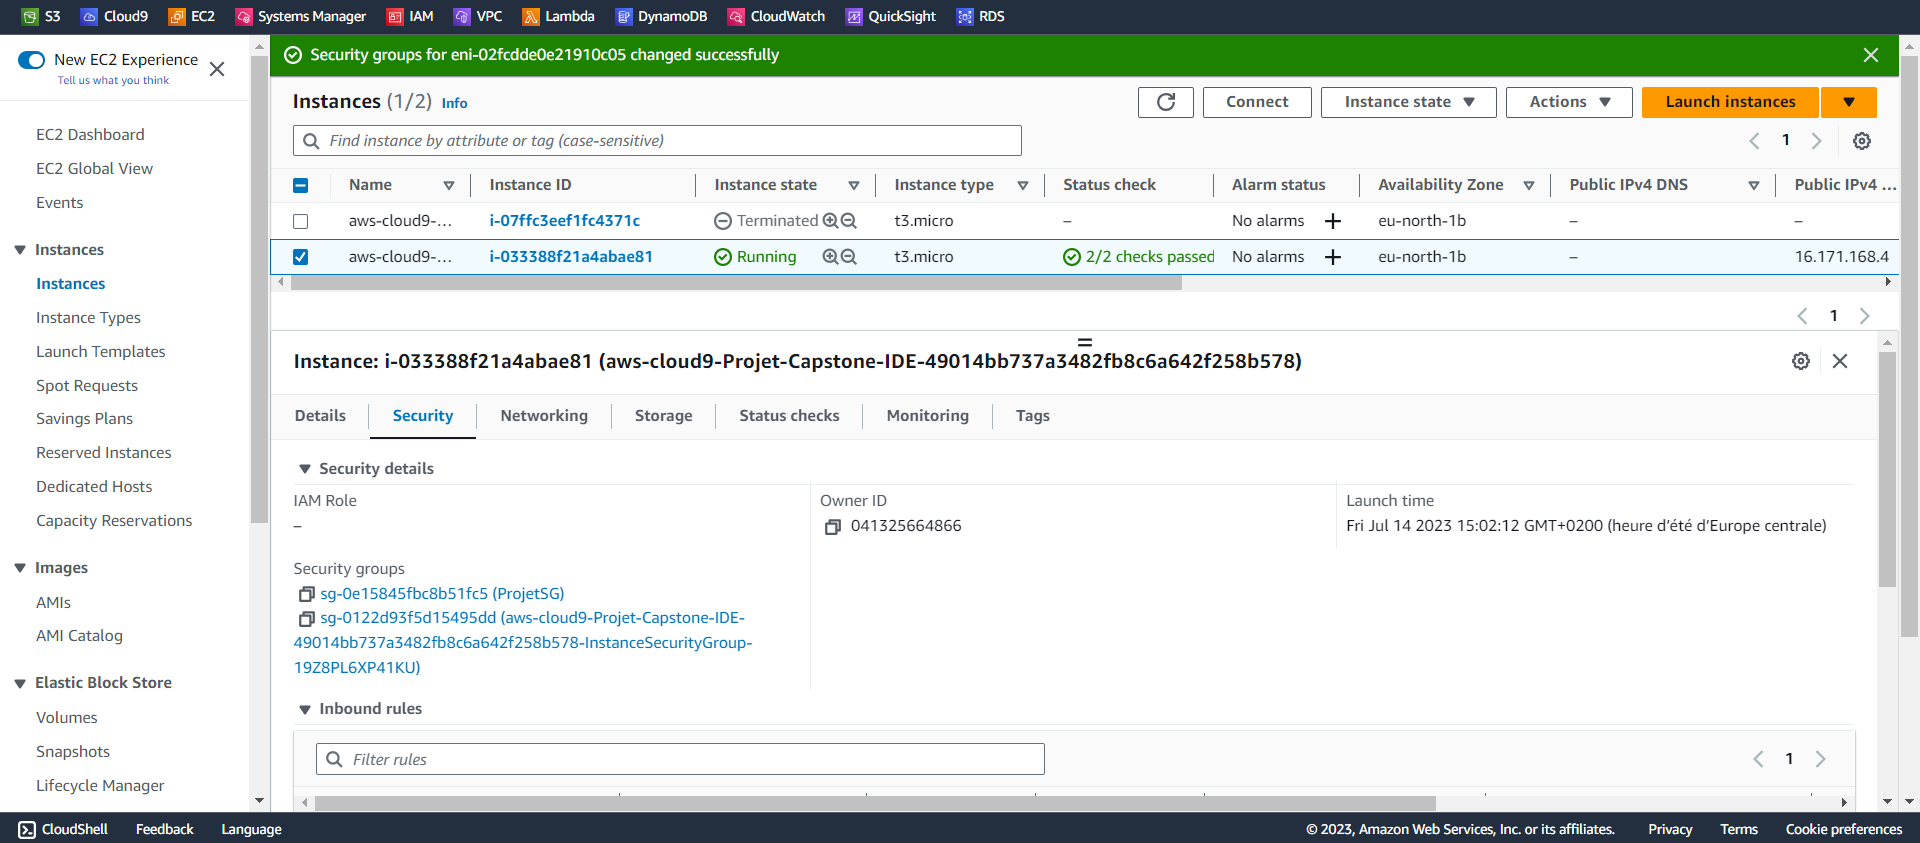 S3 Cloud9 EC2 Systems Manager IAM VPC Lambda DynamoDB CloudWatch QuickSight RDS
New EC2 Experience
Tell us what you think
EC2 Dashboard
EC2 Global View
Events
Instances
Instances
Instance Types
Launch Templates
Spot Requests
Savings Plans
Reserved Instances
Dedicated Hosts
Capacity Reservations
Images
AMIs
AMI Catalog
Elastic Block Store
Volumes
Snapshots
Lifecycle Manager
Security groups for eni-02fcdde0e21910c05 changed successfully
Instances (1/2) Info
Connect Instance state Actions Launch instances
Find instance by attribute or tag (case-sensitive)
1
Name Instance ID Instance state Instance type Status check Alarm status Availability Zone Public IPv4 DNS Public IPv4 ...
aws-cloud9-... i-07ffc3eef1fc4371c Terminated t3.micro – No alarms + eu-north-1b – –
aws-cloud9-... i-033388f21a4abae81 Running t3.micro 2/2 checks passed No alarms + eu-north-1b – 16.171.168.4
1
Instance: i-033388f21a4abae81 (aws-cloud9-Projet-Capstone-IDE-49014bb737a3482fb8c6a642f258b578)
Details Security Networking Storage Status checks Monitoring Tags
Security details
IAM Role
–
Owner ID
041325664866
Launch time
Fri Jul 14 2023 15:02:12 GMT+0200 (heure d’été d’Europe centrale)
Security groups
sg-0e15845fbc8b51fc5 (ProjetSG)
sg-0122d93f5d15495dd (aws-cloud9-Projet-Capstone-IDE-
49014bb737a3482fb8c6a642f258b578-InstanceSecurityGroup-
19Z8PL6XP41KU)
Inbound rules
Filter rules
1
CloudShell Feedback Language
© 2023, Amazon Web Services, Inc. or its affiliates. Privacy Terms Cookie preferences